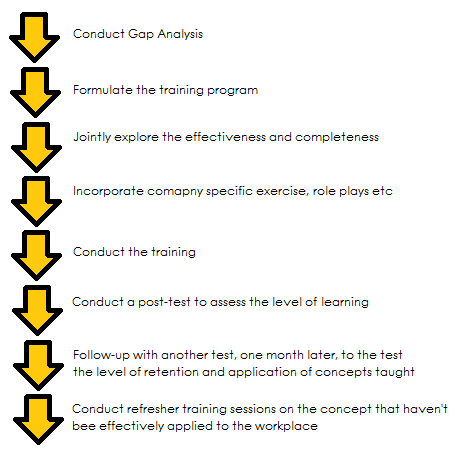 Conduct Gap Analysis
Formulate the training program
Jointly explore the effectiveness and completeness
Incorporate comapny specific exercise, role plays etc
Conduct the training
Conduct a post-test to assess the level of learning
Follow-up with another test, one month later, to the test
the level of retention and application of concepts taught
Conduct refresher training sessions on the concept that haven't
bee effectively applied to the workplace